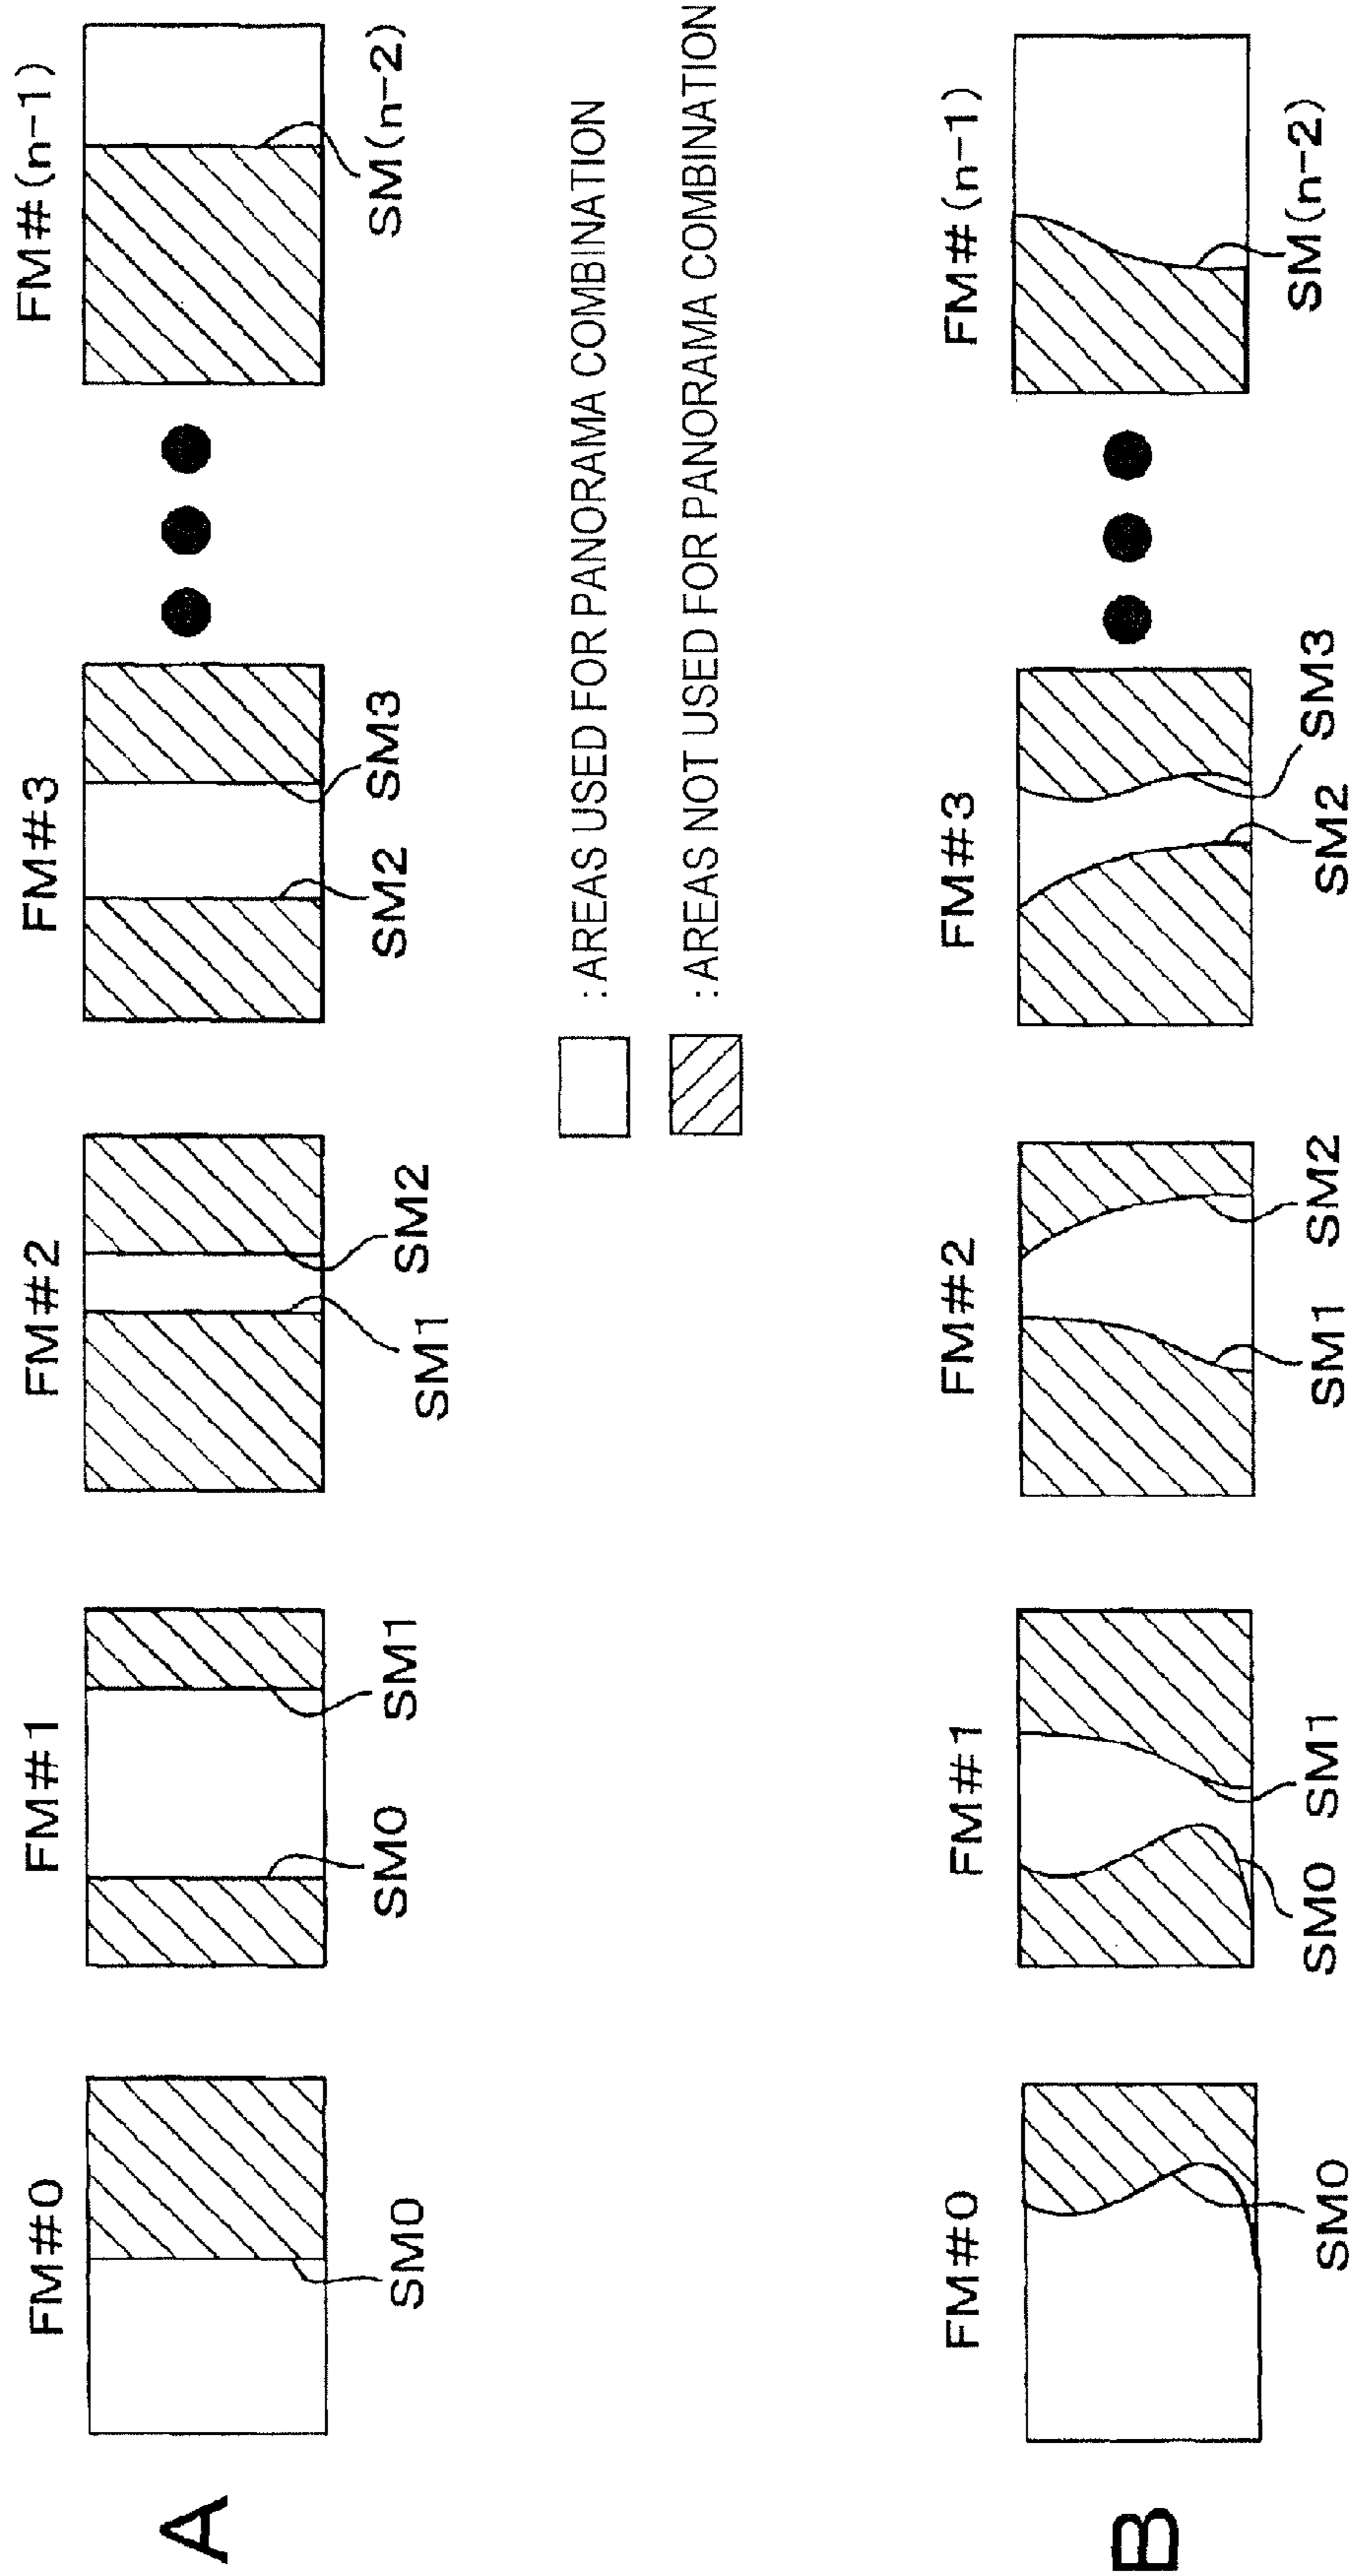 A
FM#0 FM#1 FM#2 FM#3 FM#(n-1)
SM0 SM0 SM1 SM1 SM2 SM2 SM3 SM(n-2)
:AREAS USED FOR PANORAMA COMBINATION
:AREAS NOT USED FOR PANORAMA COMBINATION
B
FM#0 FM#1 FM#2 FM#3 FM#(n-1)
SM0 SM0 SM1 SM1 SM2 SM2 SM3 SM(n-2)